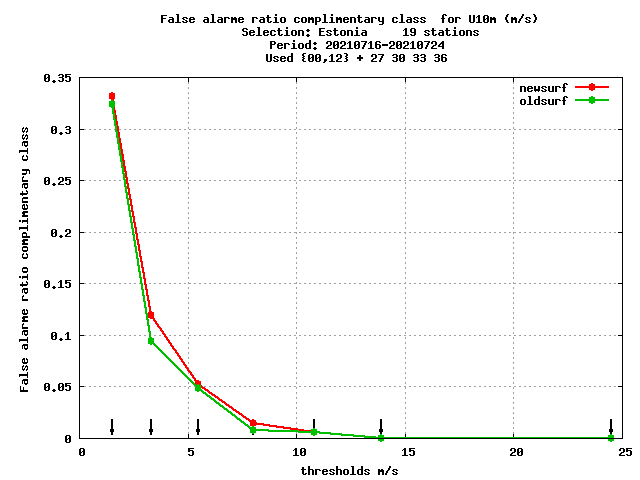 False alarme ratio complimentary class  for U10m (m/s)
Selection: Estonia     19 stations
Period: 20210716-20210724
Used {00,12} + 27 30 33 36
newsurf
oldsurf
False alarme ratio complimentary class
0.35
0.3
0.25
0.2
0.15
0.1
0.05
0
0 5 10 15 20 25
thresholds m/s